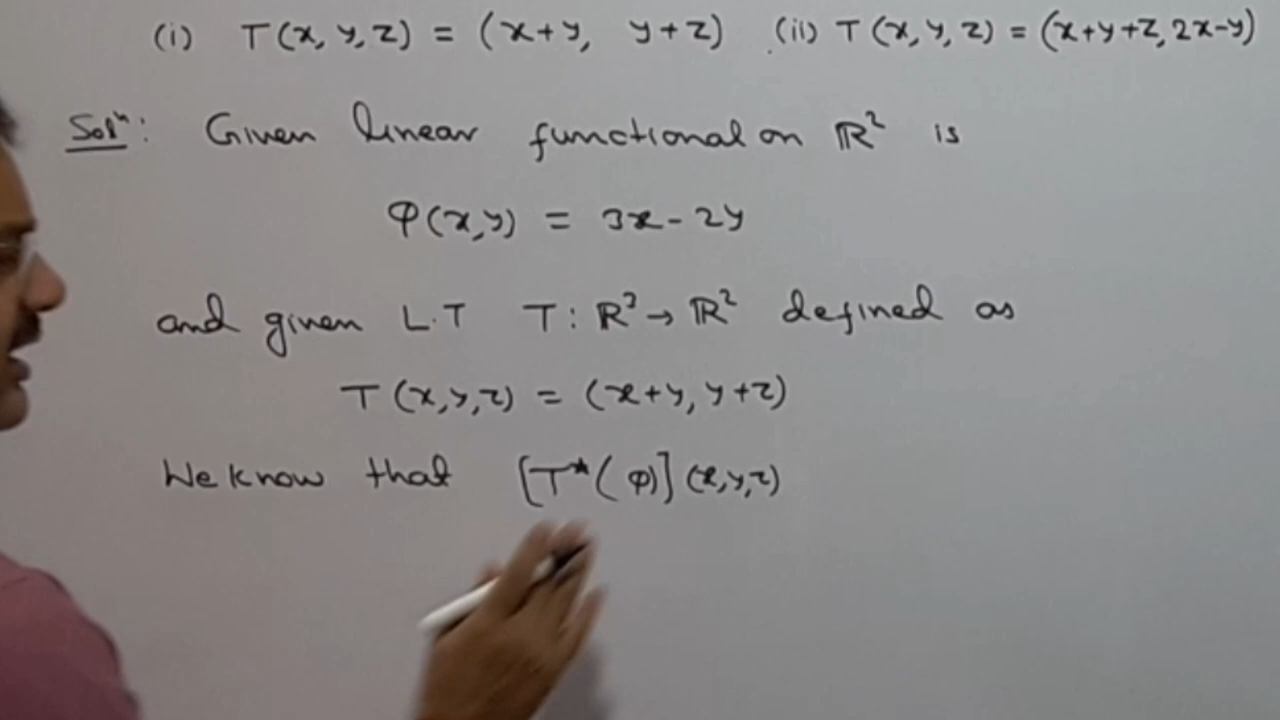 (i) T(x, y, z) = (x+y, y+z) (ii) T(x, y, z) = (x+y+z, 2x-y)
Solⁿ: Given linear functional on ℝ² is
φ(x,y) = 3x-2y
and given L.T T: ℝ³→ℝ² defined as
T(x,y,z) = (x+y, y+z)
We know that [T*(φ)](x,y,z)